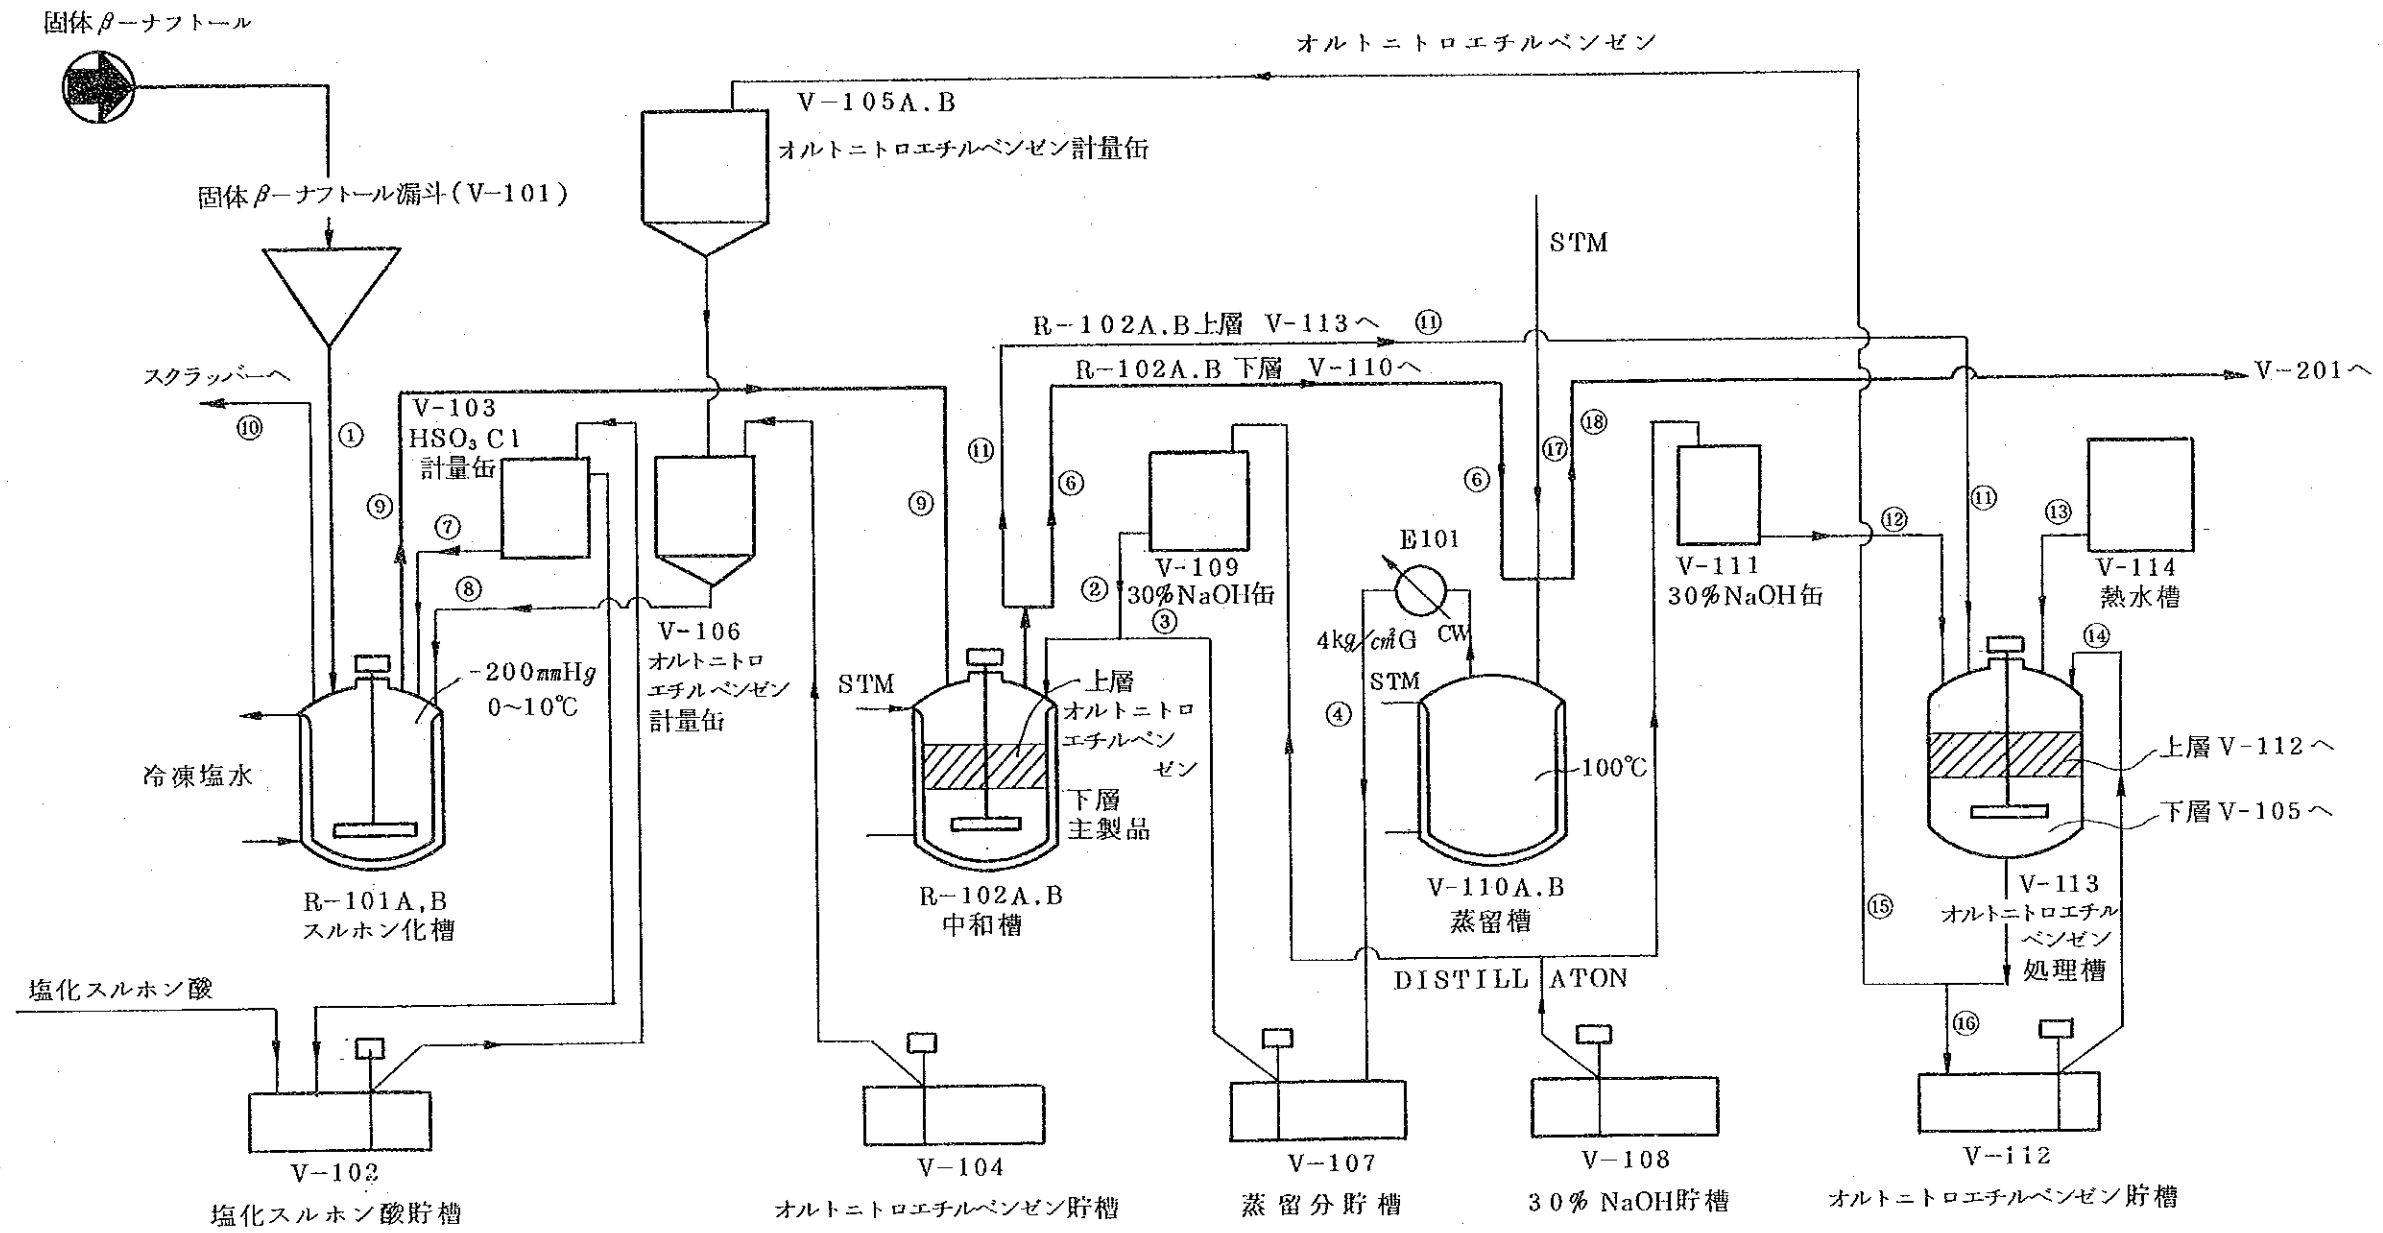 固体β－ナフトール
オルトニトロエチルベンゼン
V－105A.B
オルトニトロエチルベンゼン計量缶
固体β－ナフトール漏斗(V－101)
STM
R－102A.B上層 V-113へ ⑪
R－102A.B 下層 V－110へ
V－201へ
スクラッバーへ
⑩
①
V－103
HSO₃Cl
計量缶
⑨
⑦
⑧
⑨
⑪
⑥
⑥
⑰
⑱
⑫
⑪
⑬
V－109
30%NaOH缶
②
③
E101
CW
4kg/cm²G
V－111
30%NaOH缶
V－114
熱水槽
⑭
V－106
オルトニトロ
エチルベンゼン
計量缶
－200mmHg
0～10℃
STM
上層
オルトニトロ
エチルベン
ゼン
下層
主製品
STM
④
100℃
上層V－112へ
下層V－105へ
冷凍塩水
R－101A,B
スルホン化槽
R－102A.B
中和槽
V－110A.B
蒸留槽
⑮
V－113
オルトニトロエチル
ベンゼン
処理槽
塩化スルホン酸
DISTILL ATON
⑯
V－102
塩化スルホン酸貯槽
V－104
オルトニトロエチルベンゼン貯槽
V－107
蒸留分貯槽
V－108
30% NaOH貯槽
V－112
オルトニトロエチルベンゼン貯槽